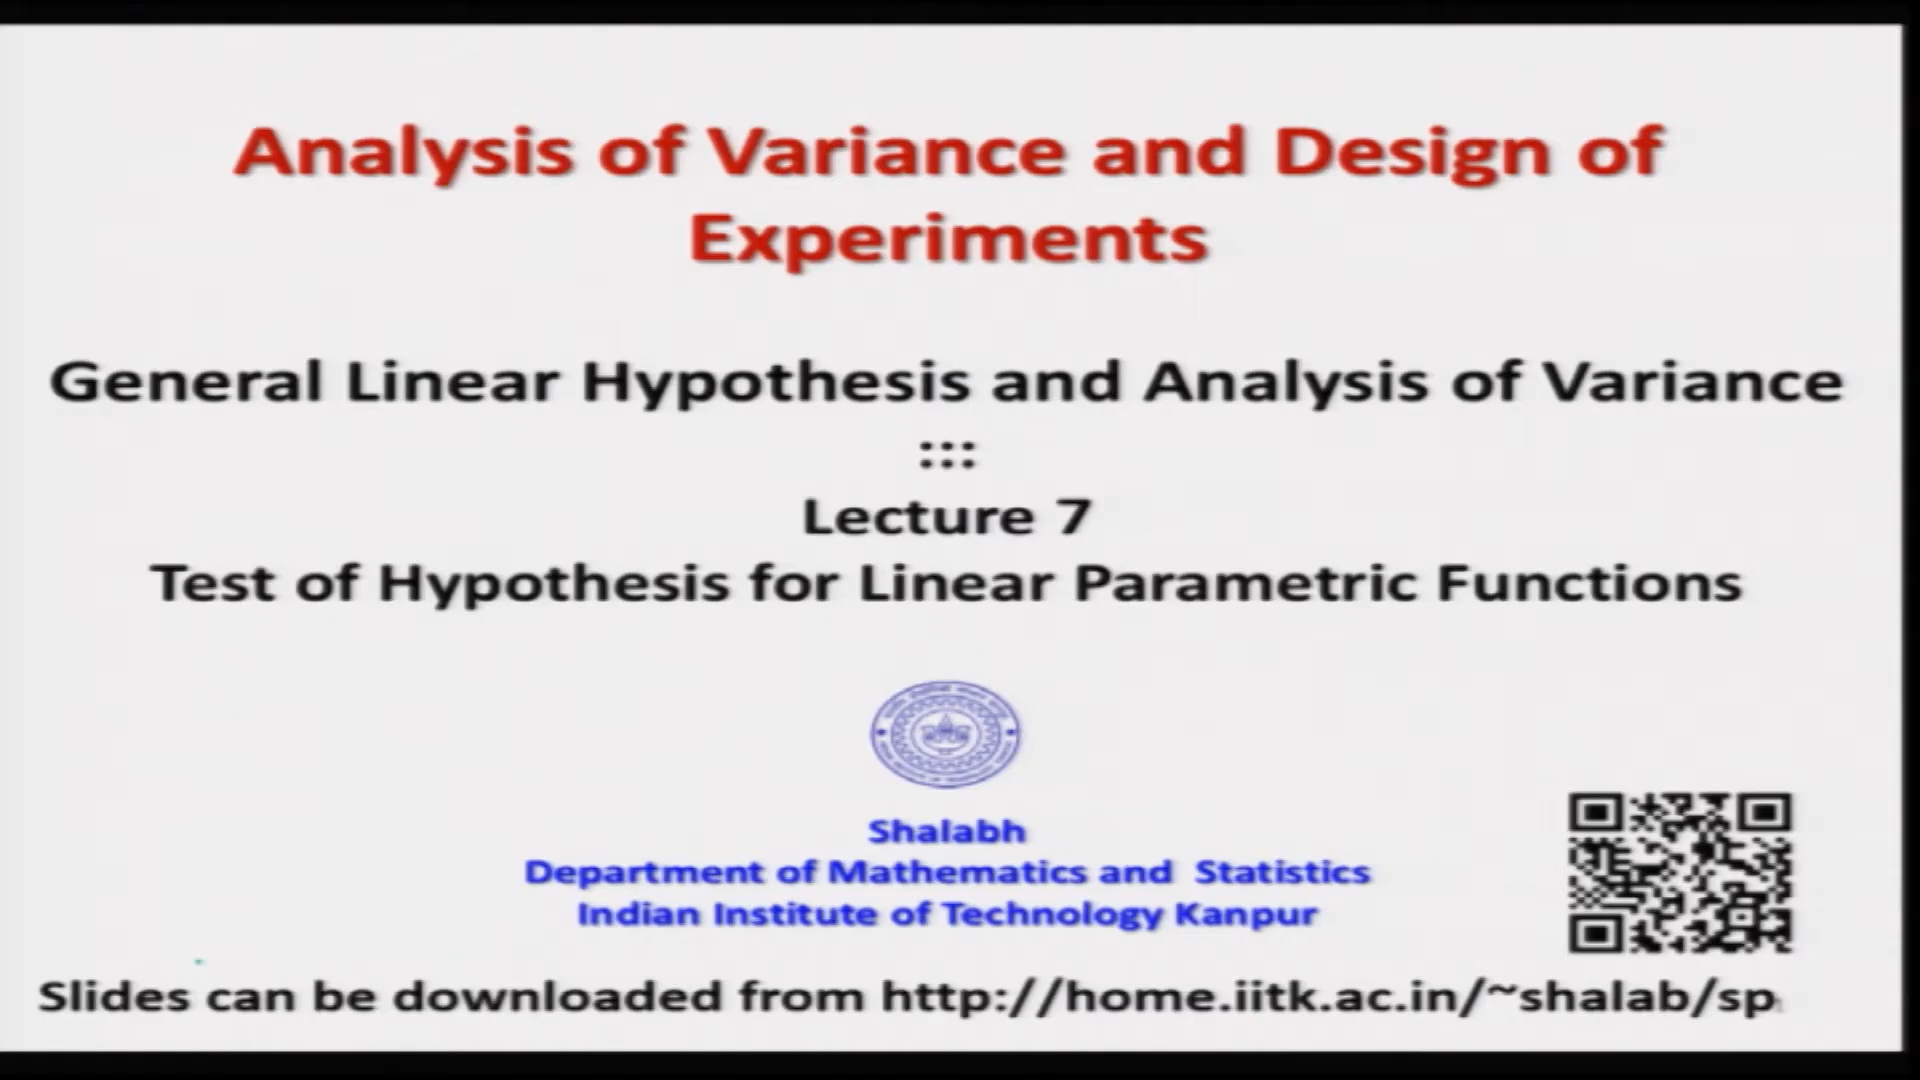 Analysis of Variance and Design of
Experiments
General Linear Hypothesis and Analysis of Variance
:::
Lecture 7
Test of Hypothesis for Linear Parametric Functions
Shalabh
Department of Mathematics and Statistics
Indian Institute of Technology Kanpur
Slides can be downloaded from http://home.iitk.ac.in/~shalab/sp